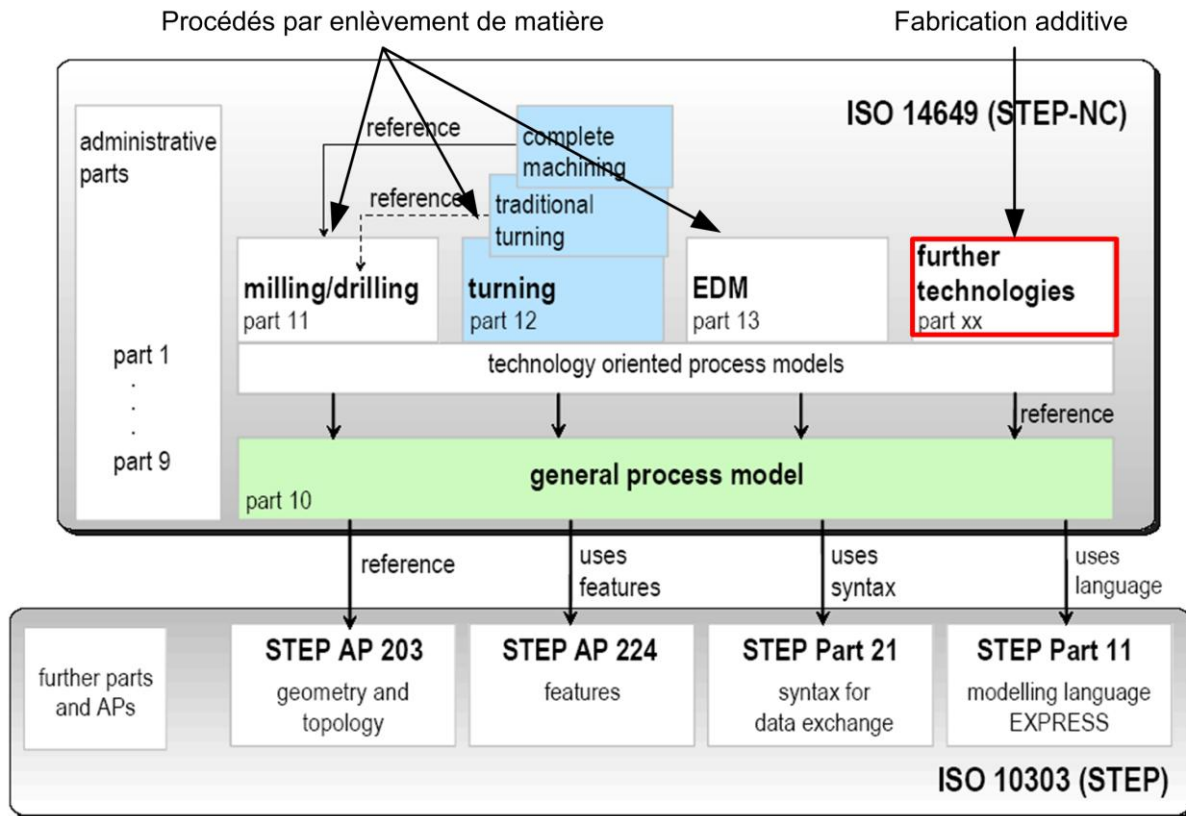 Procédés par enlèvement de matière
Fabrication additive
ISO 14649 (STEP-NC)
administrative
parts
reference
complete
machining
reference
traditional
turning
milling/drilling
part 11
turning
part 12
EDM
part 13
further
technologies
part xx
part 1
.
.
.
part 9
technology oriented process models
reference
general process model
part 10
reference
uses
features
uses
syntax
uses
language
further parts
and APs
STEP AP 203
geometry and
topology
STEP AP 224
features
STEP Part 21
syntax for
data exchange
STEP Part 11
modelling language
EXPRESS
ISO 10303 (STEP)